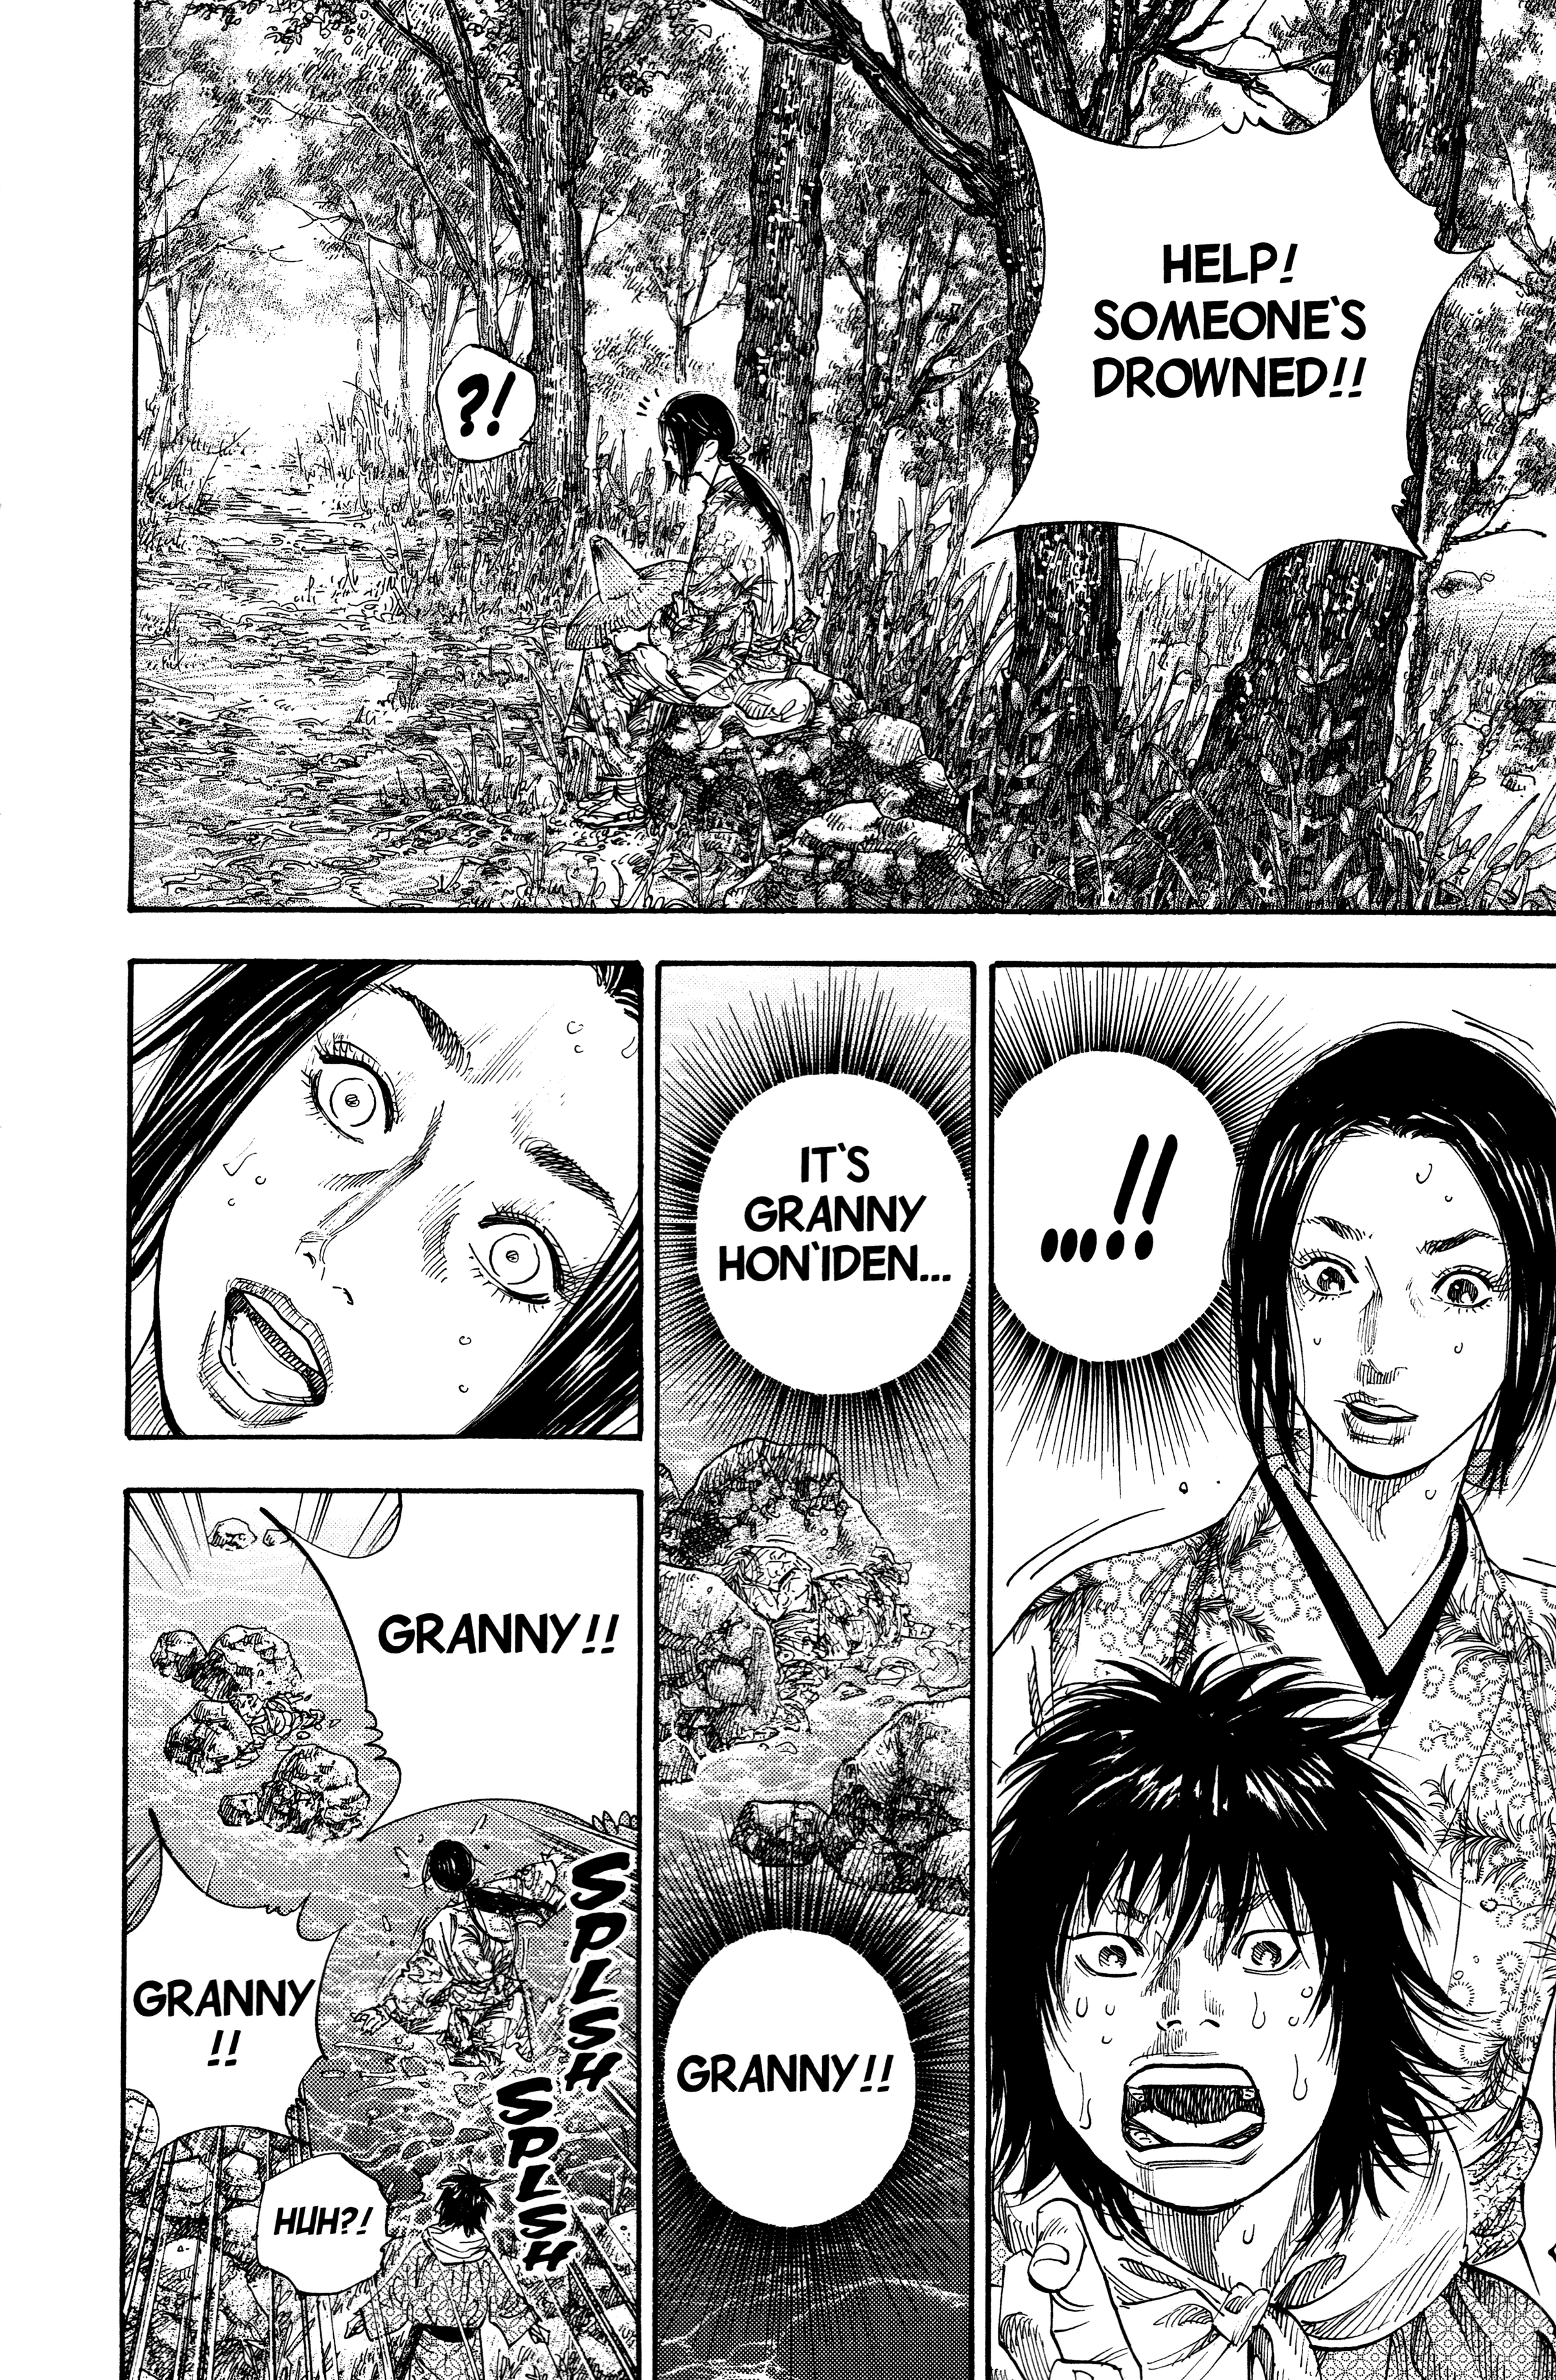 HELP!
SOMEONE'S
DROWNED!!
?!
...!!
IT'S
GRANNY
HON'IDEN...
GRANNY!!
GRANNY!!
GRANNY
!!
SPLSH
SPLSH
HUH?!